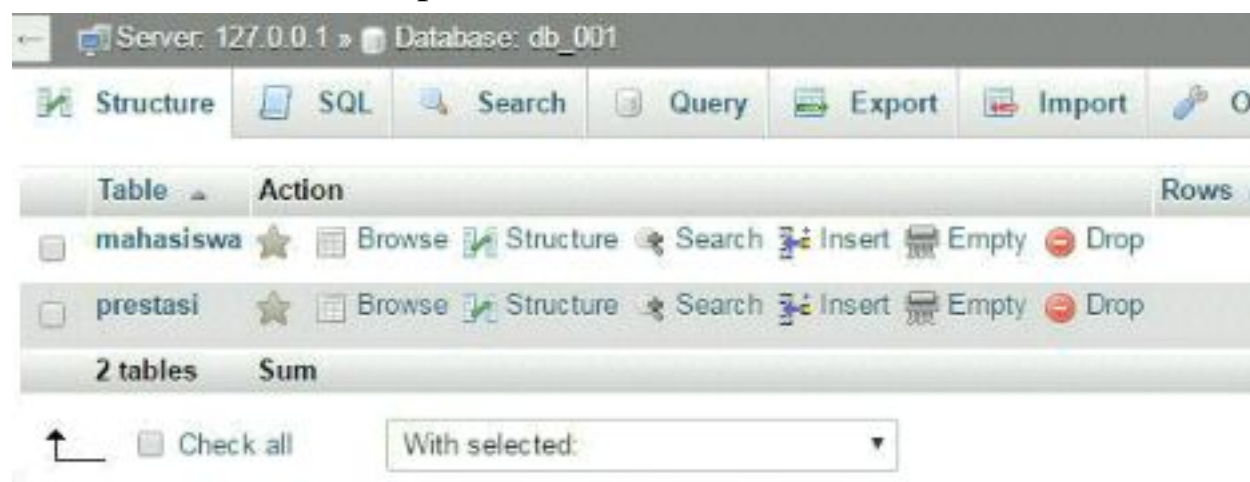 Server: 127.0.0.1 » Database: db_001
Structure SQL Search Query Export Import
Table Action Rows
mahasiswa Browse Structure Search Insert Empty Drop
prestasi Browse Structure Search Insert Empty Drop
2 tables Sum
Check all With selected: